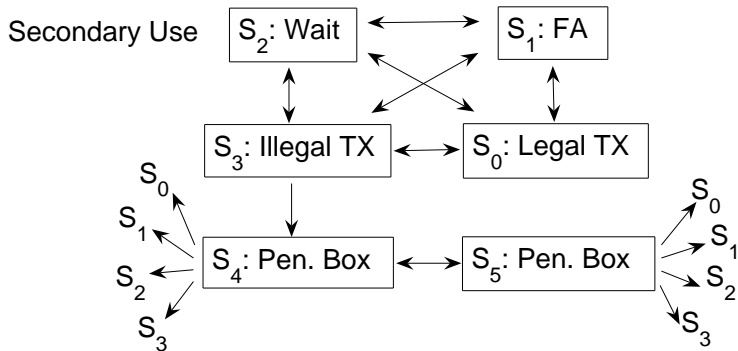 Secondary Use
S2: Wait
S1: FA
S3: Illegal TX
S0: Legal TX
S0
S1
S2
S3
S4: Pen. Box
S5: Pen. Box
S0
S1
S2
S3